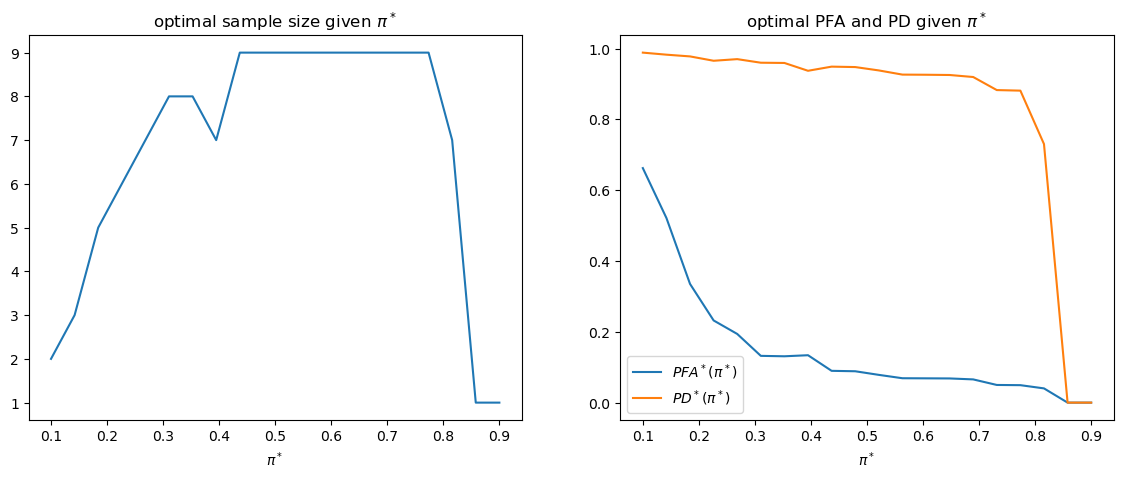 optimal sample size given π*
9
8
7
6
5
4
3
2
1
0.1 0.2 0.3 0.4 0.5 0.6 0.7 0.8 0.9
π*
optimal PFA and PD given π*
1.0
0.8
0.6
0.4
0.2
0.0
PFA*(π*)
PD*(π*)
0.1 0.2 0.3 0.4 0.5 0.6 0.7 0.8 0.9
π*